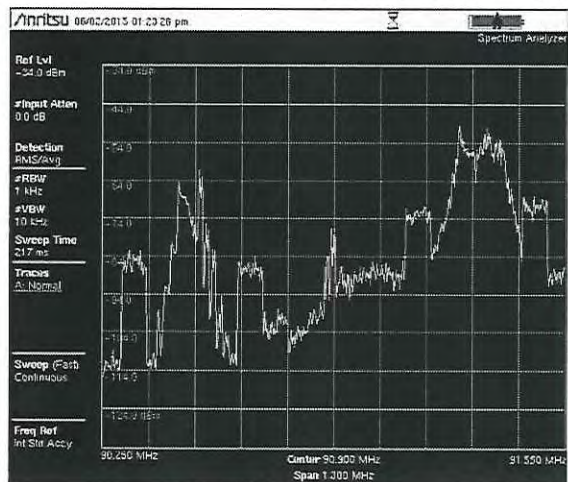 Anritsu 06/02/2015 01:23:26 pm
Spectrum Analyzer
Ref Lvl
-34.0 dBm
#Input Atten
0.0 dB
Detection
RMS/Avg
#RBW
1 kHz
#VBW
10 kHz
Sweep Time
217 ms
Traces
A: Normal
Sweep (Fast)
Continuous
Freq Ref
Int Std Accy
-34.0 dBm
-44.0
-54.0
-64.0
-74.0
-84.0
-94.0
-104.0
-114.0
-124.0 dBm
90.250 MHz
Center 90.900 MHz
91.550 MHz
Span 1.300 MHz